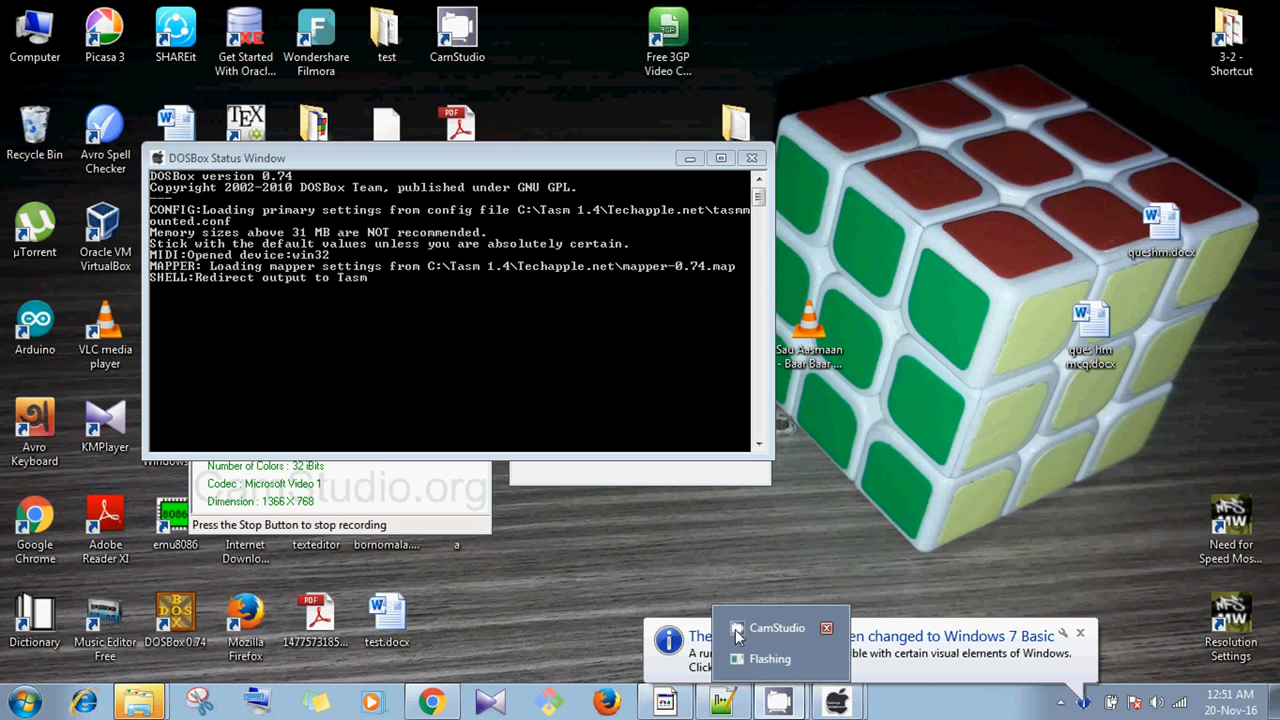 Computer
Picasa 3
SHAREit
Get Started
With Oracl...
Wondershare
Filmora
test
CamStudio
Free 3GP
Video C...
3-2 -
Shortcut
Recycle Bin
Avro Spell
Checker
DOSBox Status Window
DOSBox version 0.74
Copyright 2002-2010 DOSBox Team, published under GNU GPL.
---
CONFIG:Loading primary settings from config file C:\Tasm 1.4\Techapple.net\tasmm
ounted.conf
Memory sizes above 31 MB are NOT recommended.
Stick with the default values unless you are absolutely certain.
MIDI:Opened device:win32
MAPPER: Loading mapper settings from C:\Tasm 1.4\Techapple.net\mapper-0.74.map
SHELL:Redirect output to Tasm
µTorrent
Oracle VM
VirtualBox
queshm.docx
Arduino
VLC media
player
Sau Aasmaan
- Baar Baar ...
ques hm
mcq.docx
Avro
Keyboard
KMPlayer
Windows
Number of Colors : 32 iBits
Codec : Microsoft Video 1
Dimension : 1366 X 768
CamStudio.org
Press the Stop Button to stop recording
Google
Chrome
Adobe
Reader XI
8086
emu8086
Internet
Downlo...
texteditor
bornomala....
a
Need for
Speed Mos...
Dictionary
Music Editor
Free
DOSBox 0.74
Mozilla
Firefox
1477573185...
test.docx
Resolution
Settings
CamStudio
Flashing
The
en changed to Windows 7 Basic
A ru
ble with certain visual elements of Windows.
Click
12:51 AM
20-Nov-16